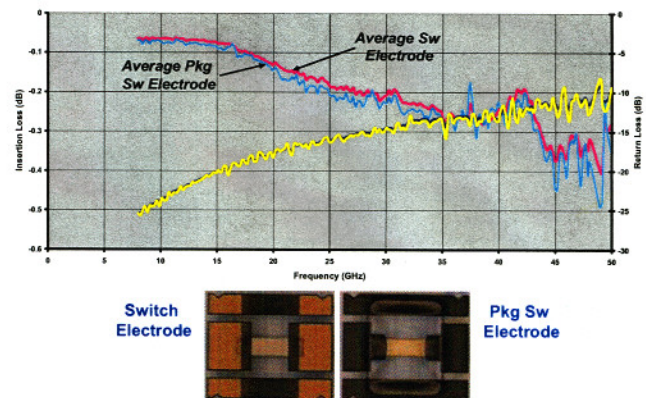 0
-0.1
-0.2
-0.3
-0.4
-0.5
-0.6
Insertion Loss (dB)
Average Pkg
Sw Electrode
Average Sw
Electrode
0
-5
-10
-15
-20
-25
-30
Return Loss (dB)
0 5 10 15 20 25 30 35 40 45 50
Frequency (GHz)
Switch
Electrode
Pkg Sw
Electrode